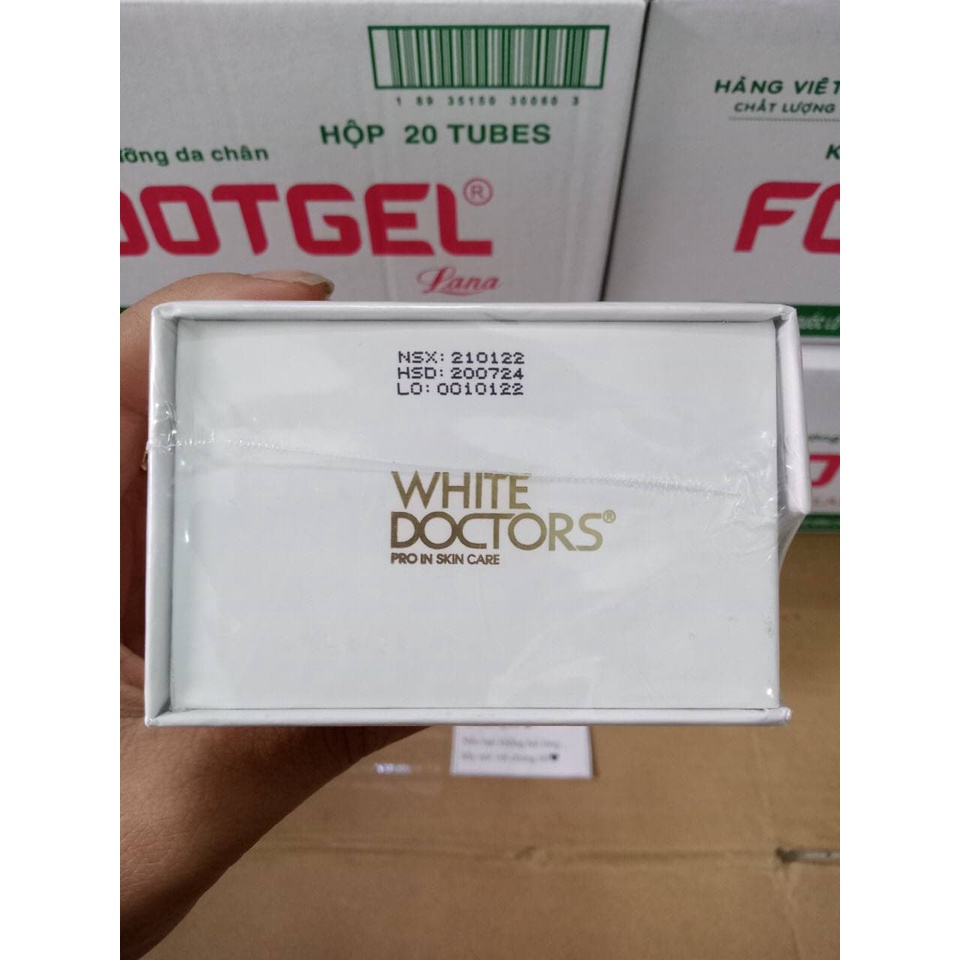 1 89 35150 30060 3
HỘP 20 TUBES
ưỡng da chân
OOTGEL®
Lana
HÀNG VIỆT
CHẤT LƯỢNG
K
FO
NSX: 210122
HSD: 200724
LO: 0010122
WHITE
DOCTORS®
PRO IN SKIN CARE